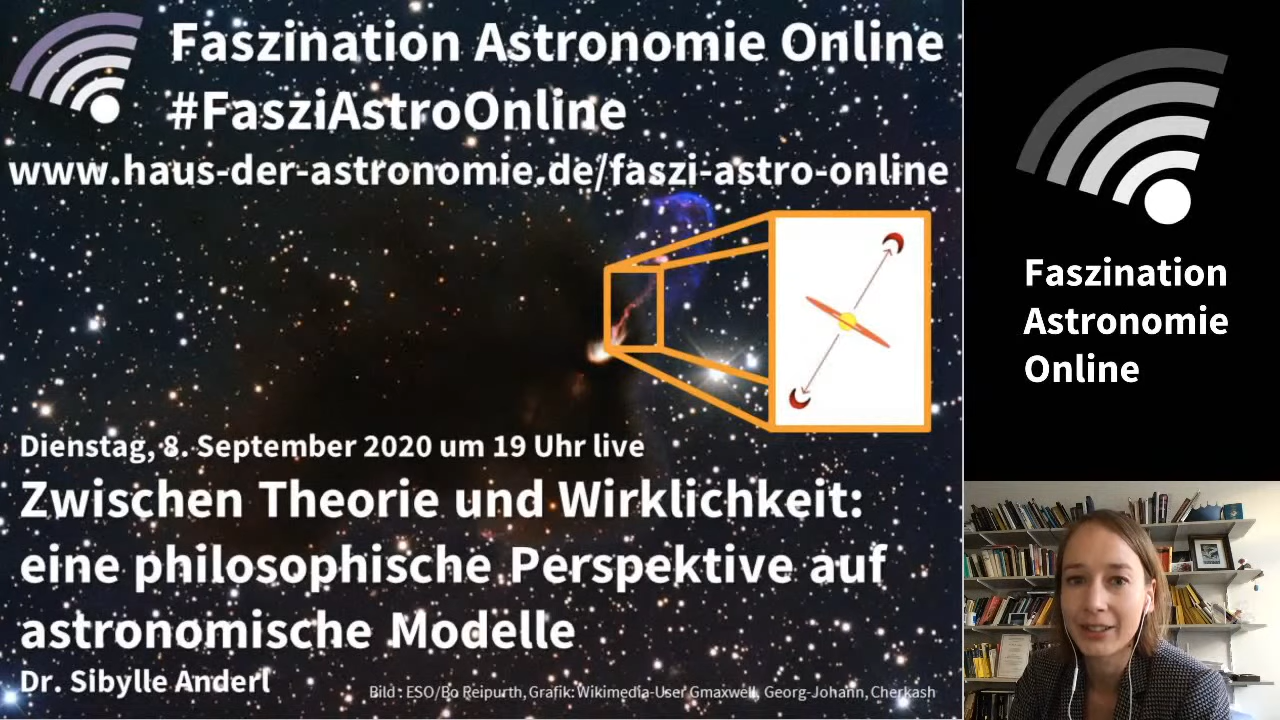 Faszination Astronomie Online
#FasziAstroOnline
www.haus-der-astronomie.de/faszi-astro-online
Dienstag, 8. September 2020 um 19 Uhr live
Zwischen Theorie und Wirklichkeit:
eine philosophische Perspektive auf
astronomische Modelle
Dr. Sibylle Anderl
Bild : ESO/Bo Reipurth, Grafik: Wikimedia-User Gmaxwell, Georg-Johann, Cherkash
Faszination
Astronomie
Online